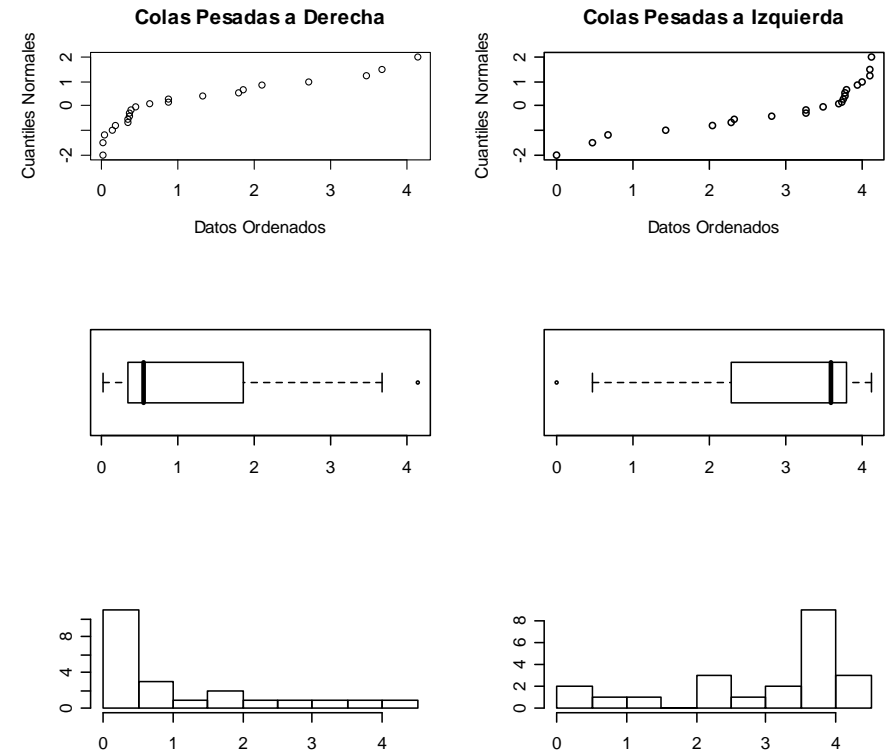 Colas Pesadas a Derecha
Cuantiles Normales
2
1
0
-2
0 1 2 3 4
Datos Ordenados
Colas Pesadas a Izquierda
Cuantiles Normales
2
1
0
-2
0 1 2 3 4
Datos Ordenados
0 1 2 3 4
0 1 2 3 4
8
4
0
0 1 2 3 4
8
6
4
2
0
0 1 2 3 4